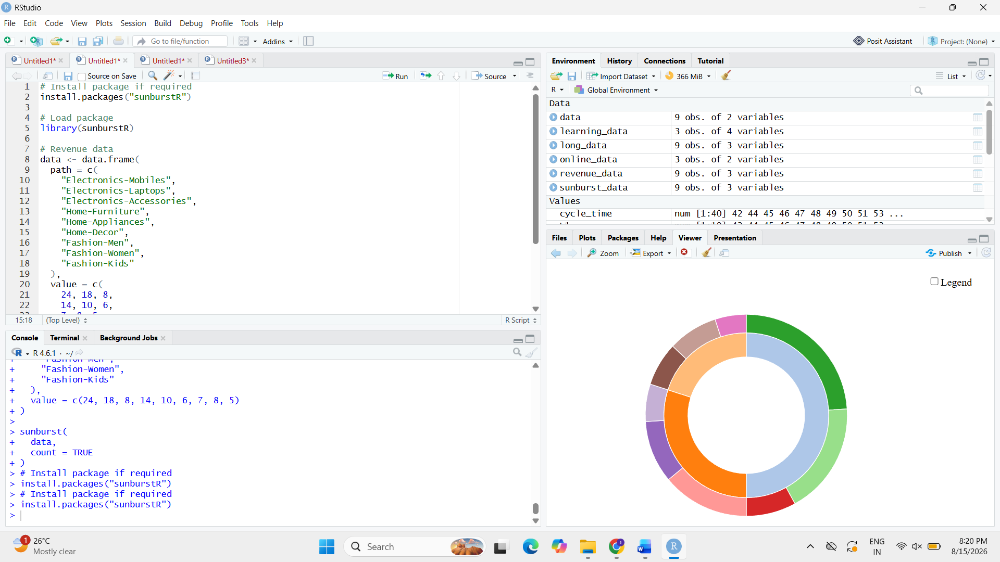 RStudio
File Edit Code View Plots Session Build Debug Profile Tools Help
Go to file/function Addins Posit Assistant Project: (None)
Untitled1* Untitled1* Untitled1* Untitled3*
Source on Save Run Source
1 # Install package if required
2 install.packages("sunburstR")
3
4 # Load package
5 library(sunburstR)
6
7 # Revenue data
8 data <- data.frame(
9 path = c(
10 "Electronics-Mobiles",
11 "Electronics-Laptops",
12 "Electronics-Accessories",
13 "Home-Furniture",
14 "Home-Appliances",
15 "Home-Decor",
16 "Fashion-Men",
17 "Fashion-Women",
18 "Fashion-Kids"
19 ),
20 value = c(
21 24, 18, 8,
22 14, 10, 6,
15:18 (Top Level) R Script
Console Terminal Background Jobs
R 4.6.1 · ~/
+ "Fashion-Men",
+ "Fashion-Women",
+ "Fashion-Kids"
+ ),
+ value = c(24, 18, 8, 14, 10, 6, 7, 8, 5)
+ )
>
> sunburst(
+ data,
+ count = TRUE
+ )
> # Install package if required
> install.packages("sunburstR")
> # Install package if required
> install.packages("sunburstR")
>
Environment History Connections Tutorial
Import Dataset 366 MiB List
R Global Environment
Data
data 9 obs. of 2 variables
learning_data 3 obs. of 4 variables
long_data 9 obs. of 3 variables
online_data 3 obs. of 2 variables
revenue_data 9 obs. of 3 variables
sunburst_data 9 obs. of 3 variables
Values
cycle_time num [1:40] 42 44 45 46 47 48 49 50 51 53 ...
Files Plots Packages Help Viewer Presentation
Zoom Export Publish
Legend
1 26°C
Mostly clear
Search
ENG
IN
8:20 PM
8/15/2026